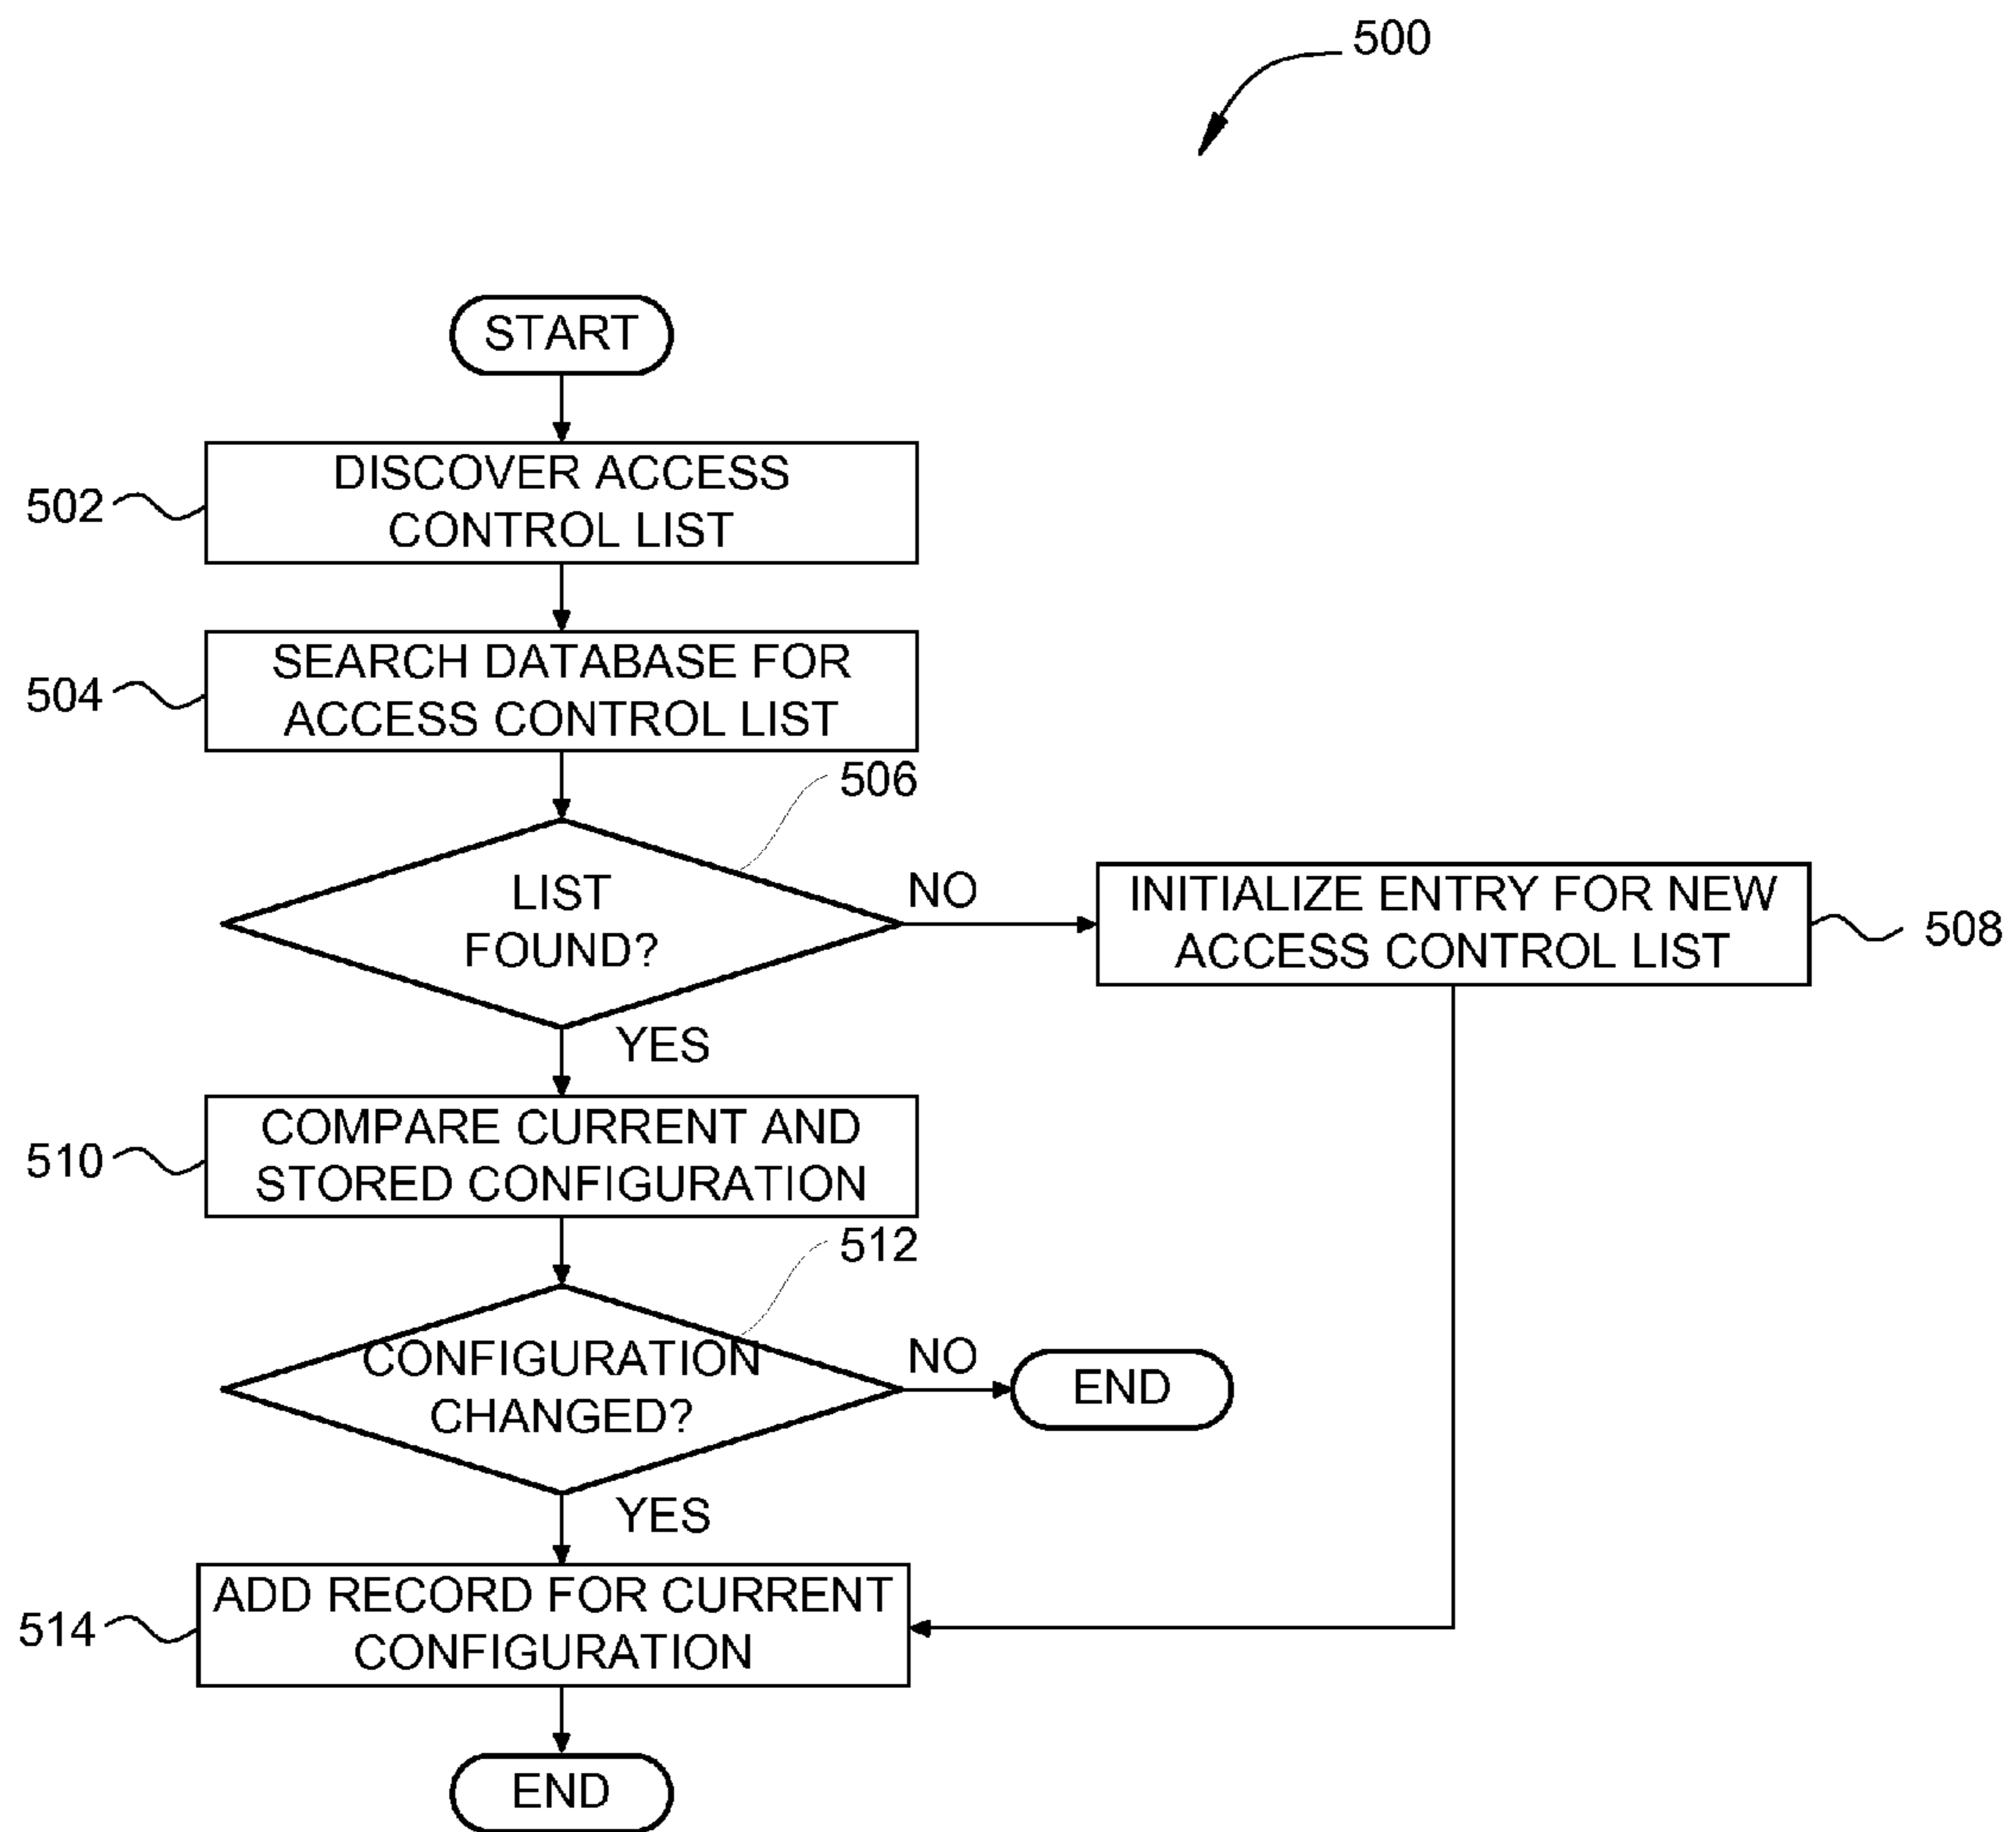 500
START
DISCOVER ACCESS
CONTROL LIST
502
SEARCH DATABASE FOR
ACCESS CONTROL LIST
504
506
LIST
FOUND?
NO
INITIALIZE ENTRY FOR NEW
ACCESS CONTROL LIST
508
YES
COMPARE CURRENT AND
STORED CONFIGURATION
510
512
CONFIGURATION
CHANGED?
NO
END
YES
ADD RECORD FOR CURRENT
CONFIGURATION
514
END